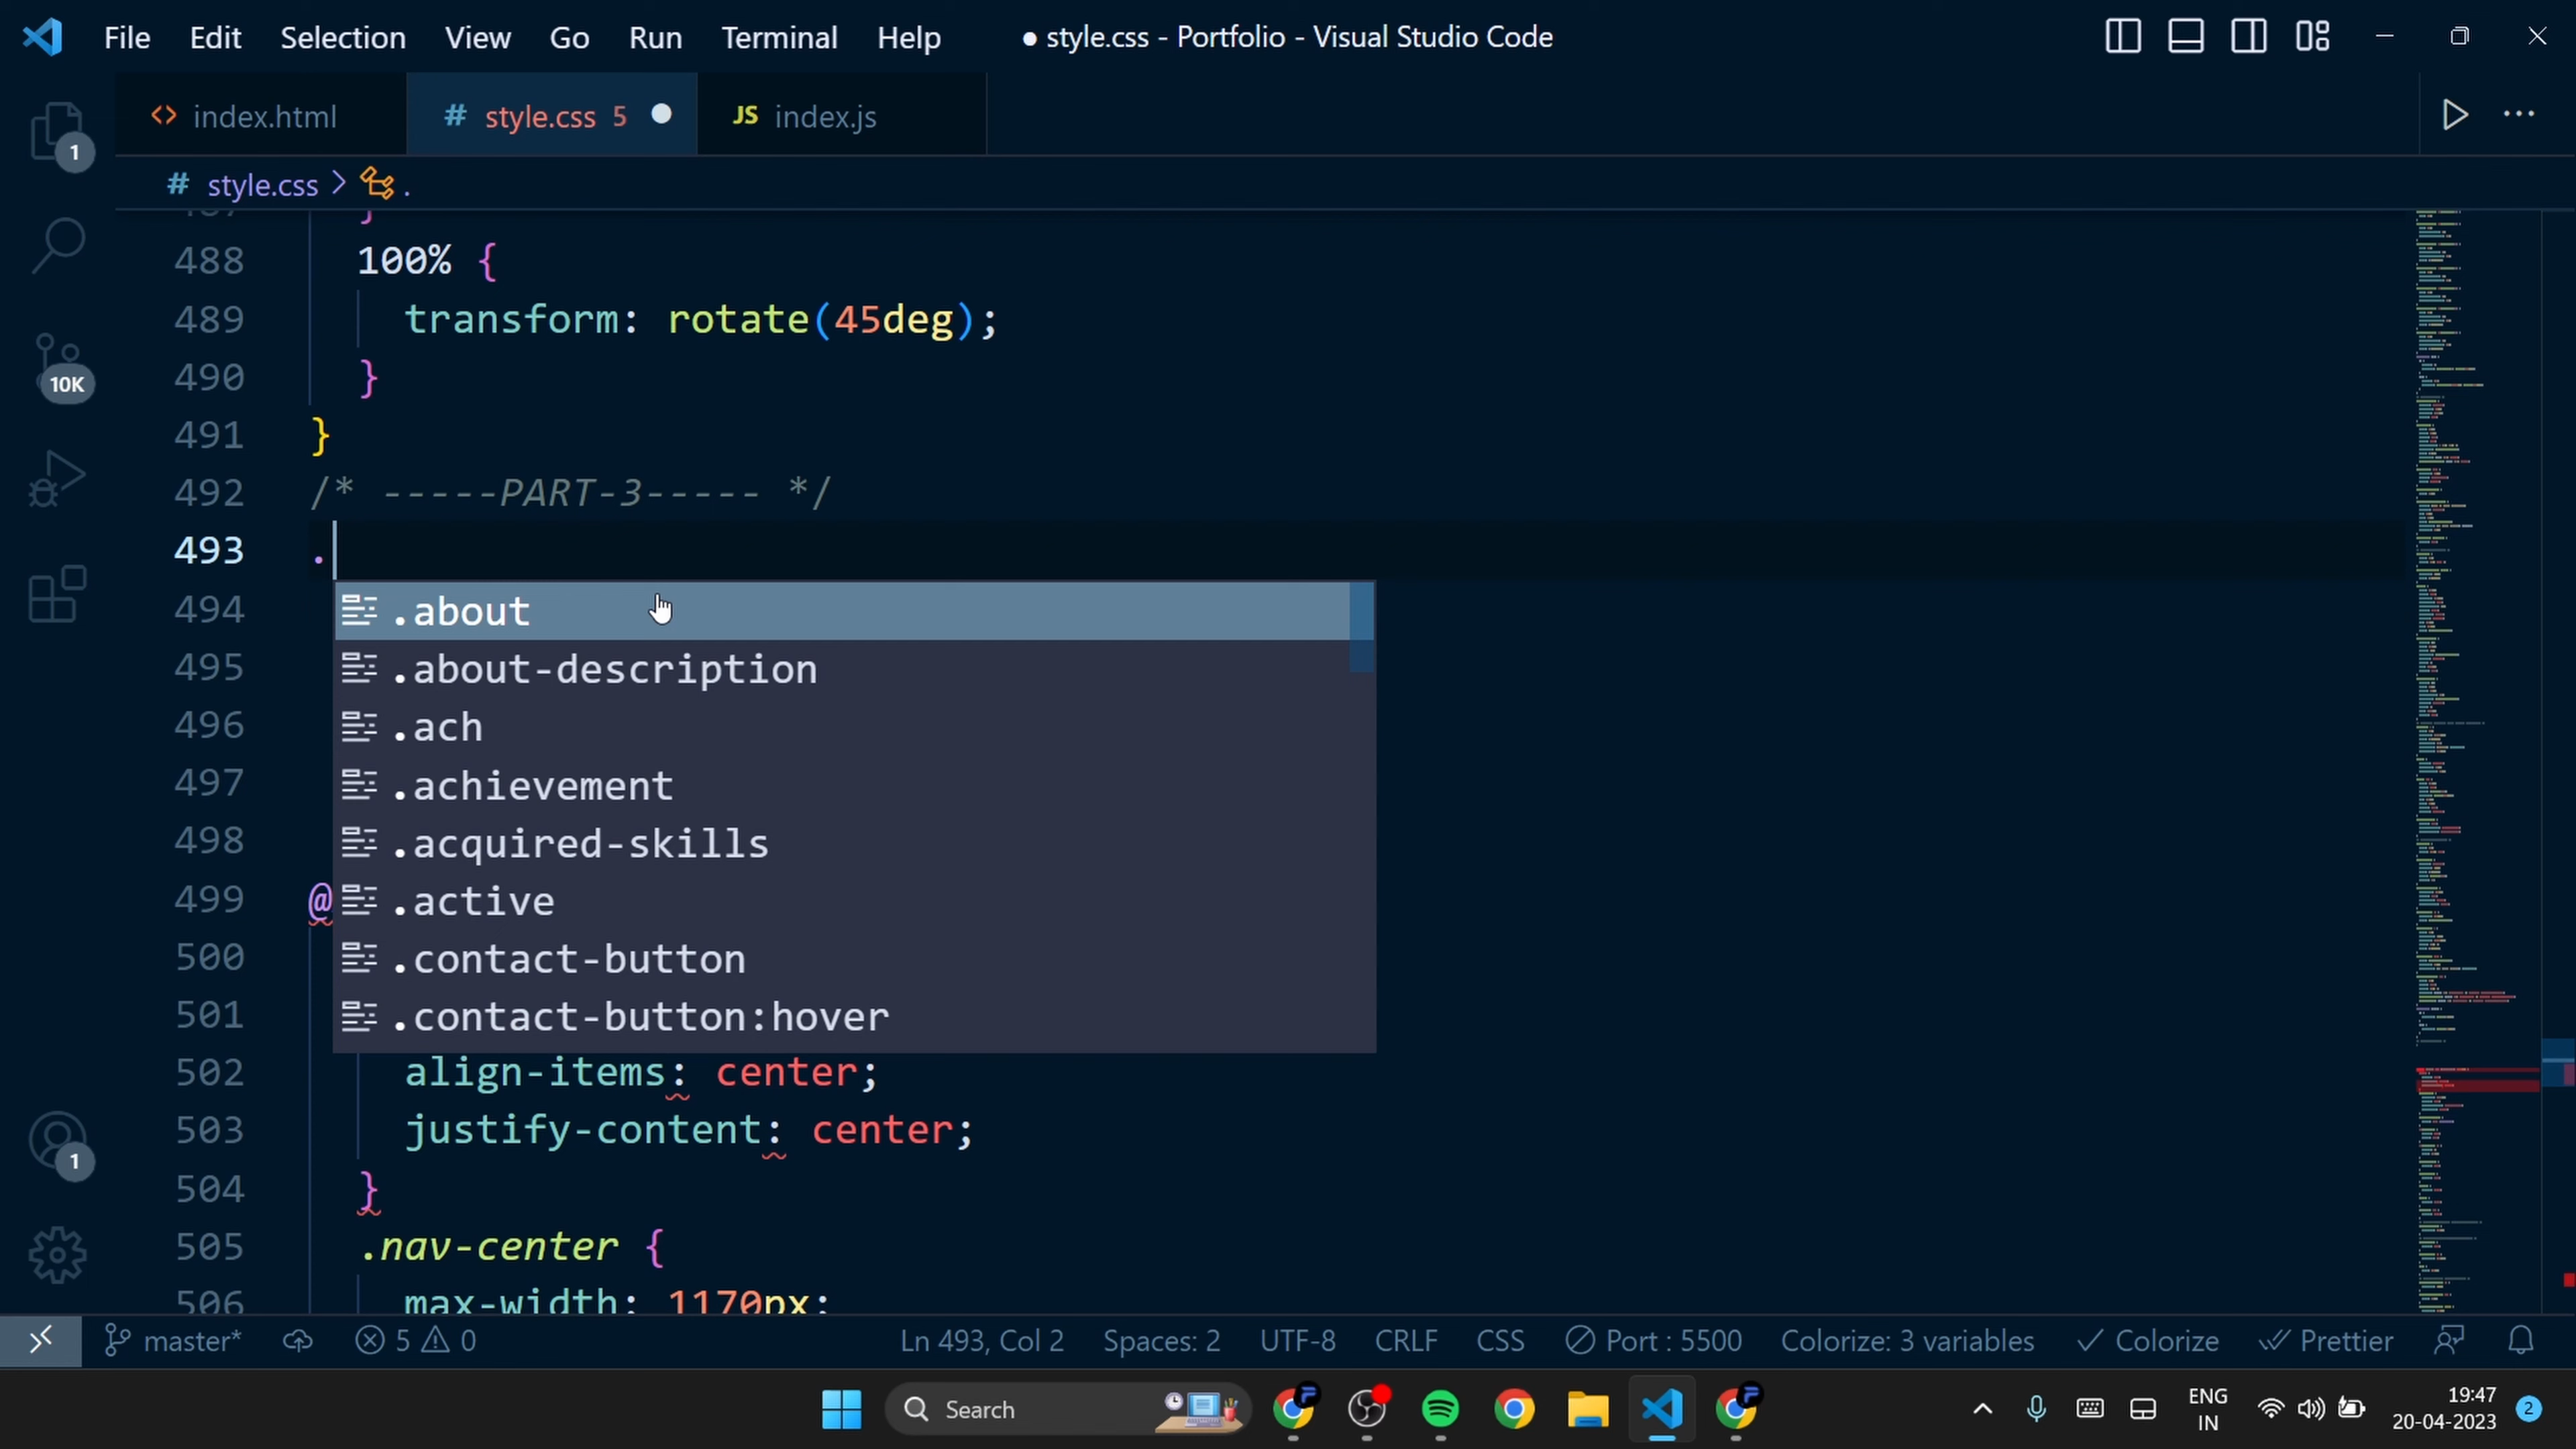 File Edit Selection View Go Run Terminal Help ● style.css - Portfolio - Visual Studio Code
<> index.html # style.css 5 JS index.js
1
# style.css > .
}
488 100% {
489 transform: rotate(45deg);
490 }
491 }
492 /* -----PART-3----- */
493 .
494 .about
495 .about-description
496 .ach
497 .achievement
498 .acquired-skills
499 @ .active
500 .contact-button
501 .contact-button:hover
502 align-items: center;
503 justify-content: center;
504 }
505 .nav-center {
506 max-width: 1170px;
10K
1
master* 5 0 Ln 493, Col 2 Spaces: 2 UTF-8 CRLF CSS Port : 5500 Colorize: 3 variables Colorize Prettier
Search ENG IN 19:47 20-04-2023 2